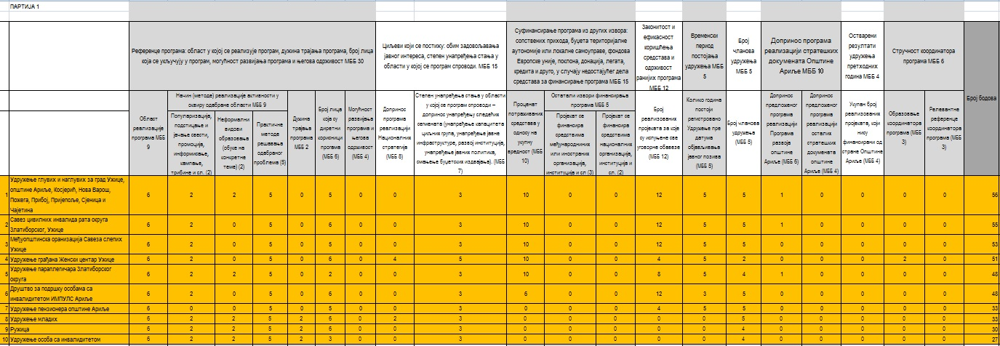 ПАРТИЈА 1
Референце програма: област у којој се реализује програм, дужина трајања програма, број лица
која се укључују у програм, могућност развијања програма и његова одрживост МББ 30
Циљеви који се постижу: обим задовољавања
јавног интереса, степен унапређења стања у
области у којој се програм спроводи. МББ 15
Суфинансирање програма из других извора:
сопствених прихода, буџета територијалне
аутономије или локалне самоуправе, фондова
Европске уније, поклона, донација, легата,
кредита и друго, у случају недостајућег дела
средстава за финансирање програма МББ 15
Законитост и
ефикасност
коришћења
средстава и
одрживост
ранијих програма
МББ 12
Временски
период
постојања
удружења МББ
5
Број
чланова
удружења
МББ 5
Допринос програма
реализацији стратешких
докумената Општине
Ариље МББ 10
Остварени
резултати
удружења
претходних
година МББ 4
Стручност координатора
програма МББ 6
Број бодова
Област
реализације
програма МББ
9
Начин (методе) реализације активности у
оквиру одабране области МББ 9
Популаризација,
подстицање и
јачање свести,
промоција,
информисање,
кампање,
трибине и сл. (2)
Неформални
видови
образовања
(обуке на
конкретне
теме) (2)
Практичне
методе
решавања
одабраног
проблема (5)
Дужина
трајања
програма
МББ 2
Број лица
која су
диретни
корисници
прогама
(МББ 6)
Могућност
развијања
програма и
његова
одрживост
(МББ 4)
Допринос
програма
реализацији
Националних
стратегија
(МББ 8)
Степен унапређења стања у области
у којој се програм спроводи –
допринос унапређењу следећих
сегмената (унапређење капацитета
циљних група, унапређење јавне
инфраструктуре, развој институција,
унапређење јавних политика,
смањење буџетских издвајања). (МББ
7)
Проценат
потраживаних
средстава у
односу на
укупну
вредност (МББ
10)
Остали извори финансирања
програма МББ 5
Пројекат се
финансира
средствима
међународнних
или иностраних
организација,
институција и сл (3)
Пројекат се
финансира
средствима
националних
организација,
институција и
сл. (2)
Број
реализованих
пројеката за које
су испуњене све
уговорне обавезе
(МББ 12)
Колико година
постоји
регистровано
Удружење пре
датума
објављивања
јавног позива
(МББ 5)
Број чланова
удружења
(МББ 5)
Допринос
предложеног
програма
реализацији
Програма
развоја
општине
Ариље (МББ 6)
Допринос
предложеног
програма
реализацији
осталих
стратешких
докумената
општине
Ариље (МББ 4)
Укупан број
реализованих
пројеката, који
нису
финансирани од
стране Општине
Ариље (МББ 4)
Образовање
координатора
програма (МББ
3)
Релевантне
референце
координатора
програма (МББ
3)
1 Удружење глувих и наглувих за град Ужице,
општине Ариље, Косјерић, Нова Варош,
Пожега, Прибој, Пријепоље, Сјеница и
Чајетина
6 2 2 5 0 5 0 0 3 10 0 0 12 5 5 1 0 0 0 0 56
2 Савез цивилних инвалида рата округа
Златиборског, Ужице
6 2 0 5 0 6 0 0 3 10 0 0 12 5 5 1 0 0 0 0 55
3 Међуопштинска оранизација Савеза слепих
Ужице
6 2 0 5 0 5 0 0 3 10 0 0 12 5 5 0 0 0 0 0 53
4 Удружење грађана Женски центар Ужице 6 2 0 5 0 6 0 4 5 10 0 0 4 5 2 0 0 0 2 0 51
5 Удружење параплегичара Златиборског
округа
6 2 2 5 0 2 0 0 3 10 0 0 8 5 4 1 0 0 0 0 48
6 Друштво за подршку особама са
инвалидитетом ИМПУЛС Ариље
6 2 0 5 0 6 0 0 3 6 0 0 12 3 5 0 0 0 0 0 48
7 Удружење пензионера општине Ариље 6 0 0 5 0 5 0 0 3 0 0 0 4 5 5 0 0 0 0 0 33
8 Удружење младих 6 2 2 5 2 6 0 2 3 0 0 0 0 0 5 0 0 0 0 0 33
9 Ружица 6 2 2 5 2 6 0 0 3 0 0 0 0 0 4 0 0 0 0 0 30
10 Удружење особа са инвалидитетом 6 2 2 5 2 3 0 0 3 0 0 0 0 0 4 0 0 0 0 0 27